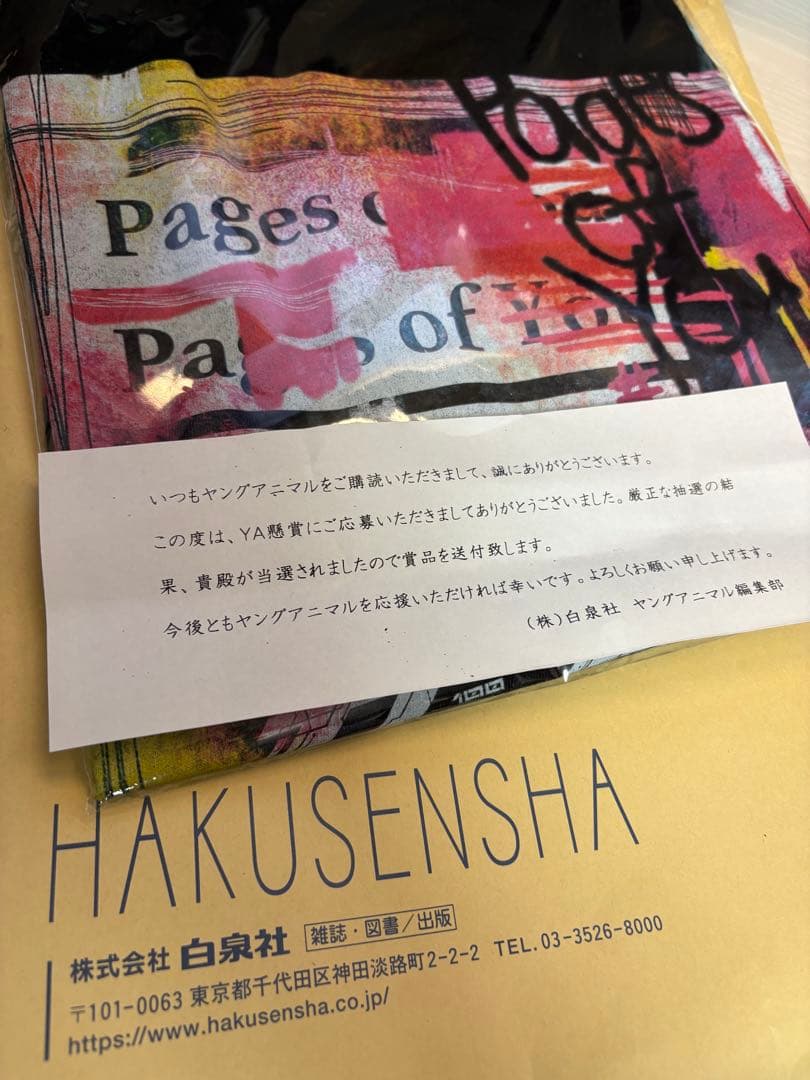 Pages
Pages of You
Pages
of
いつもヤングアニマルをご購読いただきまして、誠にありがとうございます。
この度は、YA懸賞にご応募いただきましてありがとうございました。厳正な抽選の結
果、貴殿が当選されましたので賞品を送付致します。
今後ともヤングアニマルを応援いただければ幸いです。よろしくお願い申し上げます。
(株)白泉社 ヤングアニマル編集部
HAKUSENSHA
株式会社 白泉社 雑誌・図書/出版
〒101-0063 東京都千代田区神田淡路町2-2-2 TEL. 03-3526-8000
https://www.hakusensha.co.jp/